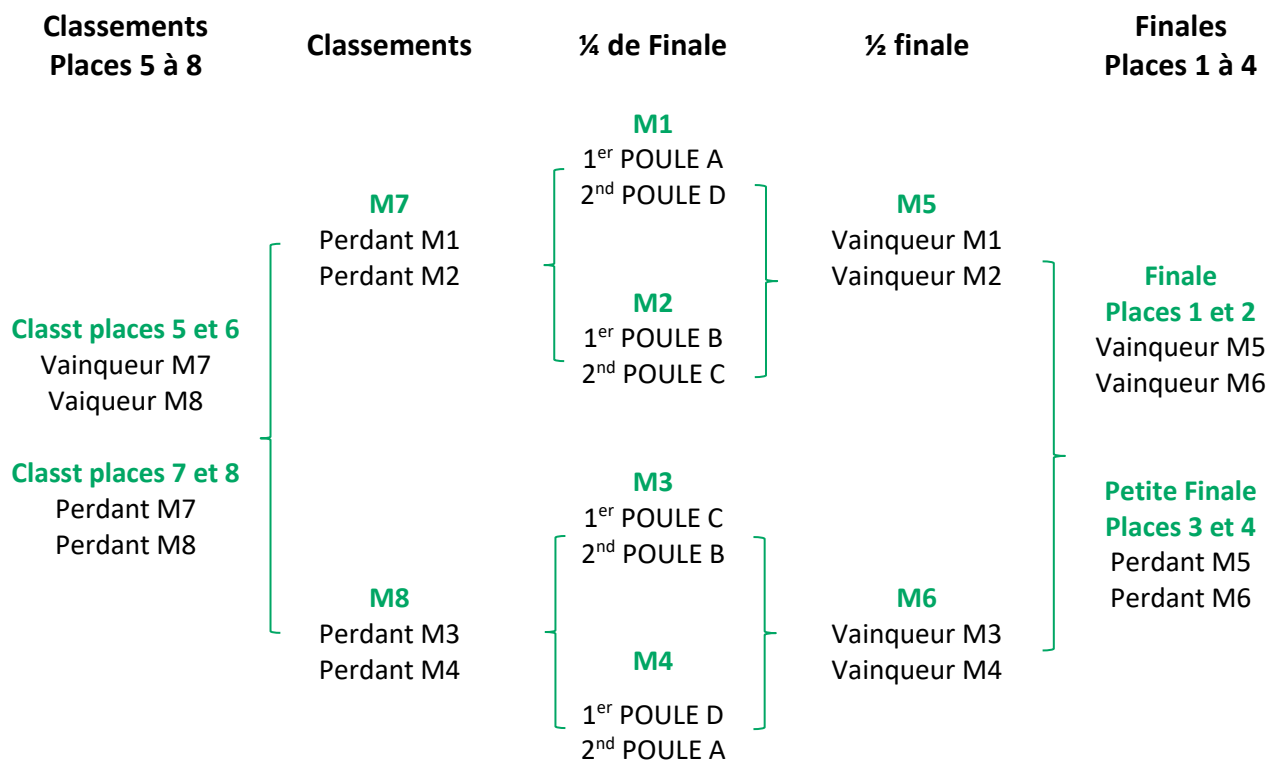 Classements
Places 5 à 8
Classements
¼ de Finale
½ finale
Finales
Places 1 à 4
Classt places 5 et 6
Vainqueur M7
Vaiqueur M8
Classt places 7 et 8
Perdant M7
Perdant M8
M7
Perdant M1
Perdant M2
M8
Perdant M3
Perdant M4
M1
1er POULE A
2nd POULE D
M2
1er POULE B
2nd POULE C
M3
1er POULE C
2nd POULE B
M4
1er POULE D
2nd POULE A
M5
Vainqueur M1
Vainqueur M2
M6
Vainqueur M3
Vainqueur M4
Finale
Places 1 et 2
Vainqueur M5
Vainqueur M6
Petite Finale
Places 3 et 4
Perdant M5
Perdant M6